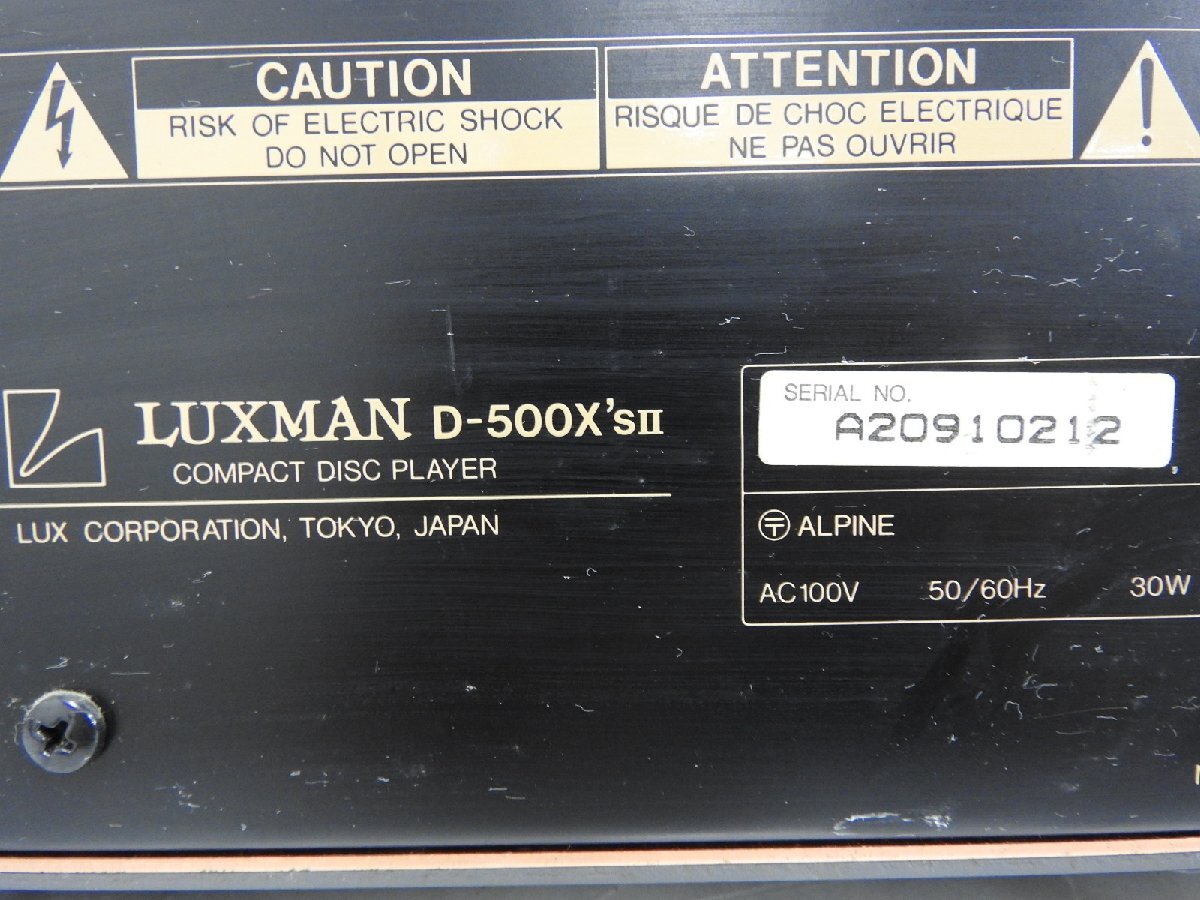 CAUTION
RISK OF ELECTRIC SHOCK
DO NOT OPEN
ATTENTION
RISQUE DE CHOC ELECTRIQUE
NE PAS OUVRIR
LUXMAN D-500X'SII
COMPACT DISC PLAYER
LUX CORPORATION, TOKYO, JAPAN
SERIAL NO.
A20910212
ALPINE
AC100V 50/60Hz 30W